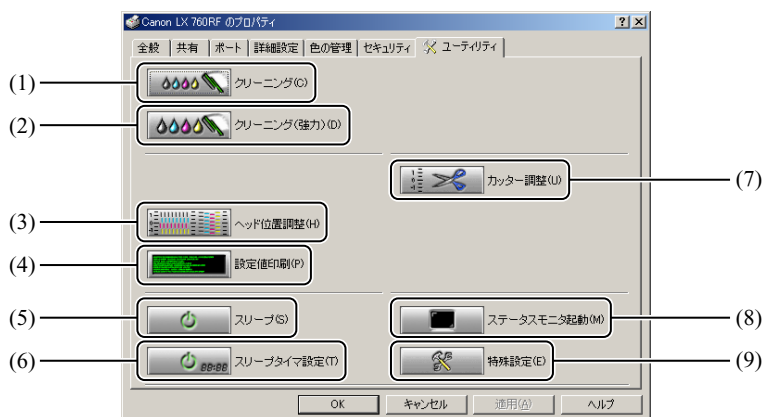 Canon LX 760RF のプロパティ
全般 共有 ポート 詳細設定 色の管理 セキュリティ ユーティリティ
(1) クリーニング(C)
(2) クリーニング(強力)(D)
カッター調整(U) (7)
(3) ヘッド位置調整(H)
(4) 設定値印刷(P)
(5) スリープ(S) ステータスモニタ起動(M) (8)
(6) スリープタイマ設定(T) 特殊設定(E) (9)
OK キャンセル 適用(A) ヘルプ